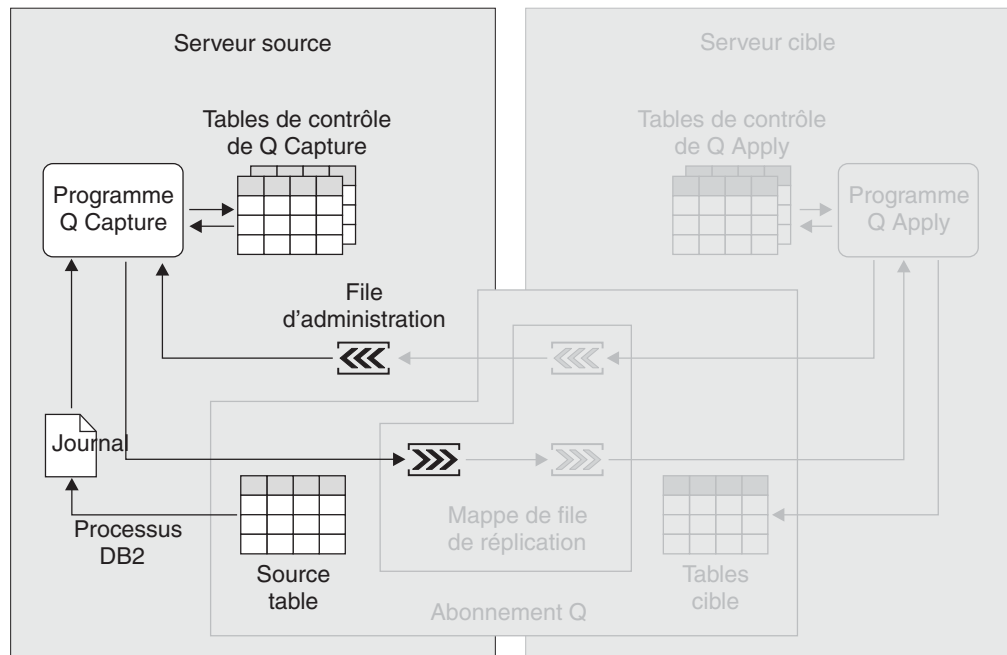 Serveur source
Serveur cible
Tables de contrôle
de Q Capture
Tables de contrôle
de Q Apply
Programme
Q Capture
Programme
Q Apply
File
d'administration
Journal
Processus
DB2
Source
table
Mappe de file
de réplication
Tables
cible
Abonnement Q